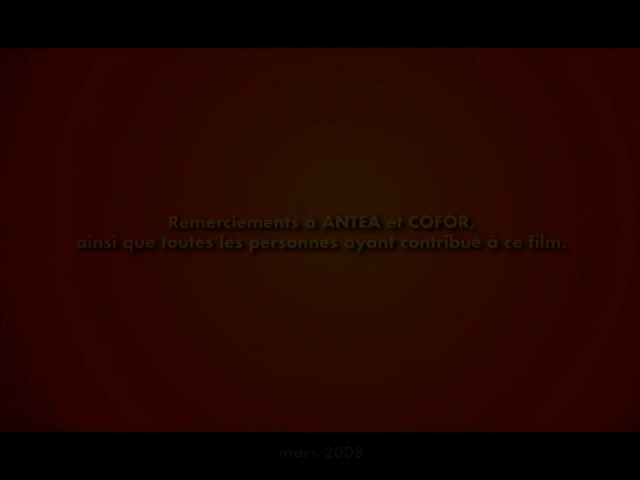 Remerciements à ANTEA et COFOR,
ainsi que toutes les personnes ayant contribué à ce film.
mars 2008